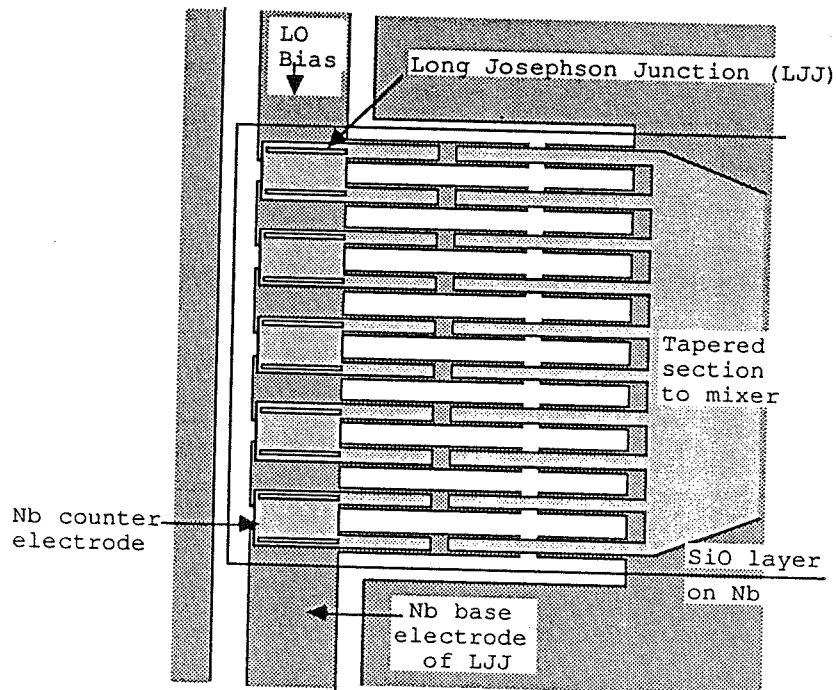 LO
Bias
Long Josephson Junction (LJJ)
Tapered
section
to mixer
Nb counter
electrode
SiO layer
on Nb
Nb base
electrode
of LJJ